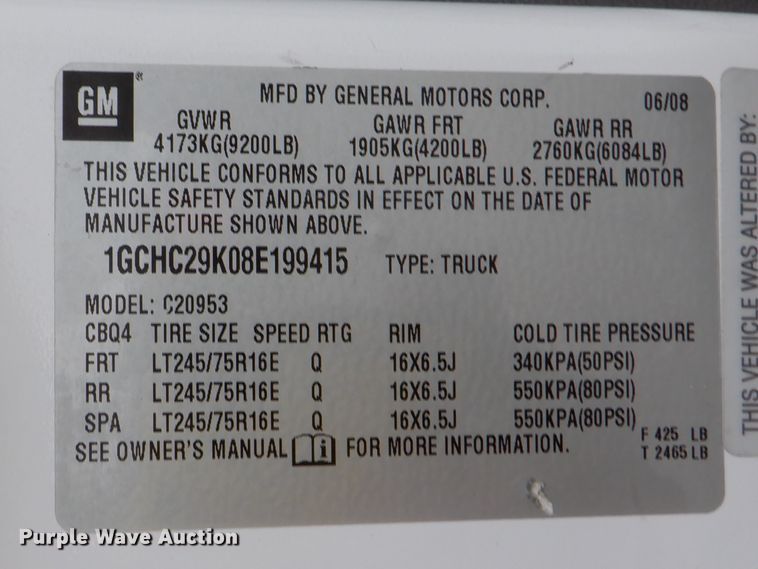 GM
MFD BY GENERAL MOTORS CORP. 06/08
GVWR GAWR FRT GAWR RR
4173KG(9200LB) 1905KG(4200LB) 2760KG(6084LB)
THIS VEHICLE CONFORMS TO ALL APPLICABLE U.S. FEDERAL MOTOR
VEHICLE SAFETY STANDARDS IN EFFECT ON THE DATE OF
MANUFACTURE SHOWN ABOVE.
1GCHC29K08E199415 TYPE: TRUCK
MODEL: C20953
CBQ4 TIRE SIZE SPEED RTG RIM COLD TIRE PRESSURE
FRT LT245/75R16E Q 16X6.5J 340KPA(50PSI)
RR LT245/75R16E Q 16X6.5J 550KPA(80PSI)
SPA LT245/75R16E Q 16X6.5J 550KPA(80PSI)
SEE OWNER'S MANUAL i FOR MORE INFORMATION.
F 425 LB
T 2465 LB
THIS VEHICLE WAS ALTERED BY:
Purple Wave Auction